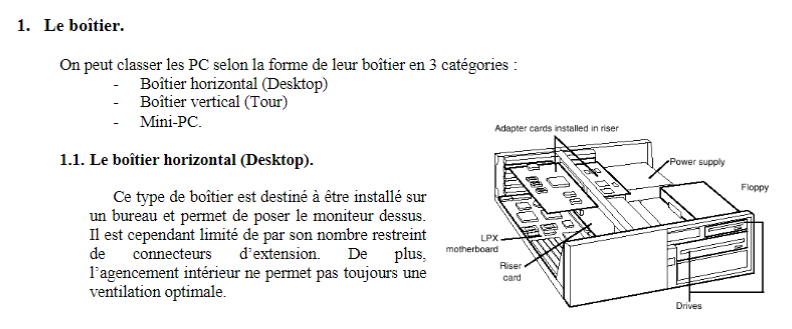 1. Le boîtier.
On peut classer les PC selon la forme de leur boîtier en 3 catégories :
- Boîtier horizontal (Desktop)
- Boîtier vertical (Tour)
- Mini-PC.
1.1. Le boîtier horizontal (Desktop).
Ce type de boîtier est destiné à être installé sur
un bureau et permet de poser le moniteur dessus.
Il est cependant limité de par son nombre restreint
de connecteurs d'extension. De plus,
l'agencement intérieur ne permet pas toujours une
ventilation optimale.
Adapter cards installed in riser
Power supply
Floppy
LPX
motherboard
Riser
card
Drives